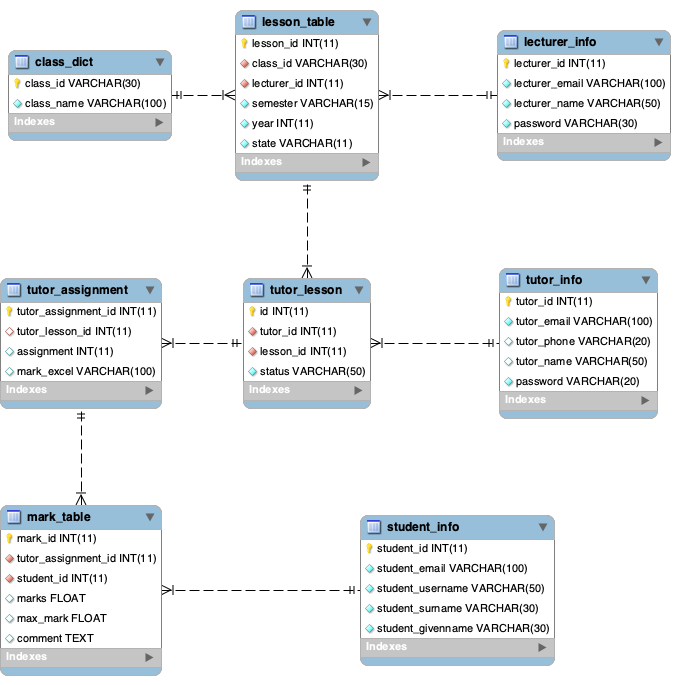 lesson_table
lesson_id INT(11)
class_id VARCHAR(30)
lecturer_id INT(11)
semester VARCHAR(15)
year INT(11)
state VARCHAR(11)
Indexes
class_dict
class_id VARCHAR(30)
class_name VARCHAR(100)
Indexes
lecturer_info
lecturer_id INT(11)
lecturer_email VARCHAR(100)
lecturer_name VARCHAR(50)
password VARCHAR(30)
Indexes
tutor_assignment
tutor_assignment_id INT(11)
tutor_lesson_id INT(11)
assignment INT(11)
mark_excel VARCHAR(100)
Indexes
tutor_lesson
id INT(11)
tutor_id INT(11)
lesson_id INT(11)
status VARCHAR(50)
Indexes
tutor_info
tutor_id INT(11)
tutor_email VARCHAR(100)
tutor_phone VARCHAR(20)
tutor_name VARCHAR(50)
password VARCHAR(20)
Indexes
mark_table
mark_id INT(11)
tutor_assignment_id INT(11)
student_id INT(11)
marks FLOAT
max_mark FLOAT
comment TEXT
Indexes
student_info
student_id INT(11)
student_email VARCHAR(100)
student_username VARCHAR(50)
student_surname VARCHAR(30)
student_givenname VARCHAR(30)
Indexes